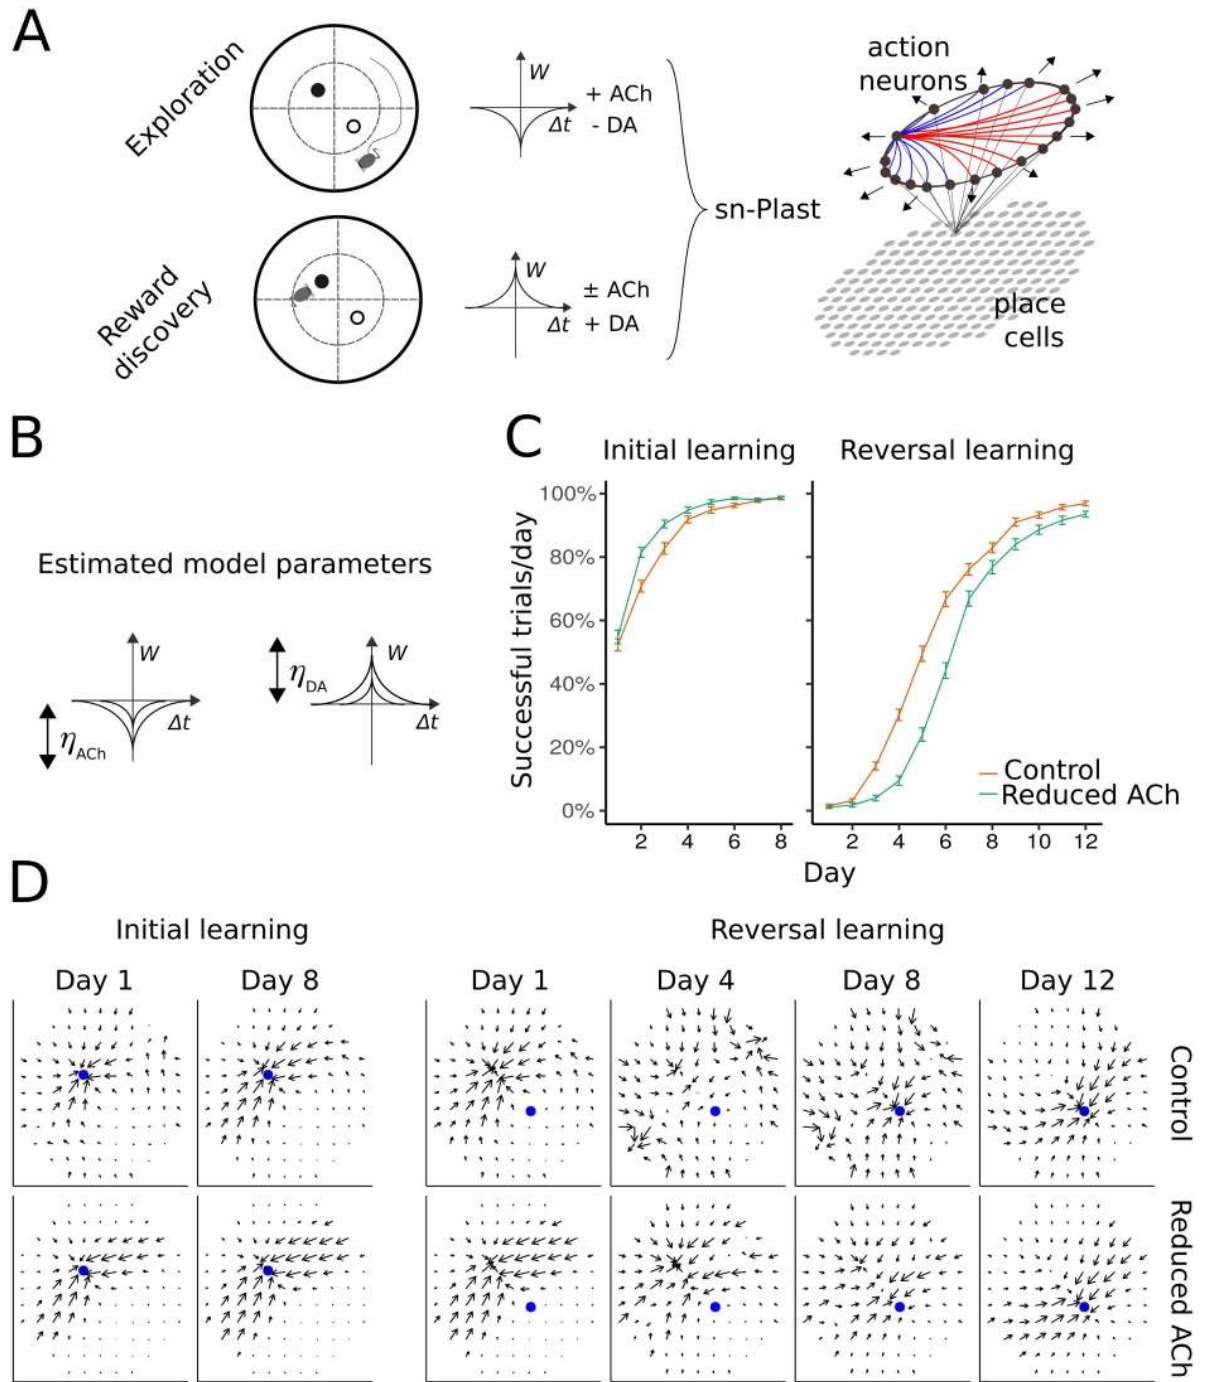 A
Exploration
W
Δt
+ ACh
- DA
Reward
discovery
W
Δt
± ACh
+ DA
sn-Plast
action
neurons
place
cells
B
Estimated model parameters
W
Δt
ηACh
ηDA
W
Δt
C
Initial learning
Reversal learning
Successful trials/day
100%
80%
60%
40%
20%
0%
2 4 6 8
2 4 6 8 10 12
Day
Control
Reduced ACh
D
Initial learning
Reversal learning
Day 1
Day 8
Day 1
Day 4
Day 8
Day 12
Control
Reduced ACh